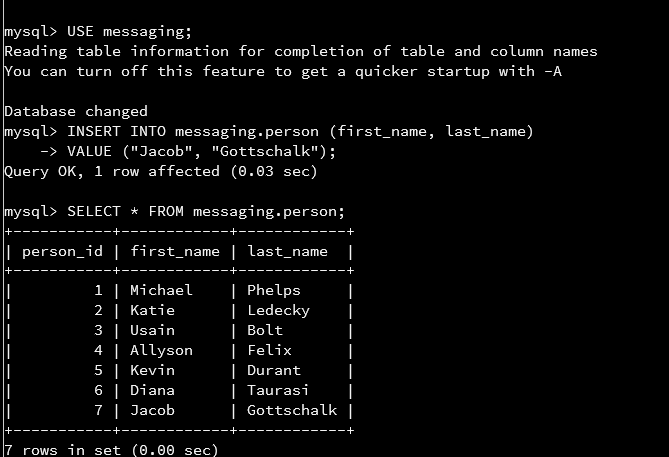 mysql> USE messaging;
Reading table information for completion of table and column names
You can turn off this feature to get a quicker startup with -A
Database changed
mysql> INSERT INTO messaging.person (first_name, last_name)
    -> VALUE ("Jacob", "Gottschalk");
Query OK, 1 row affected (0.03 sec)
mysql> SELECT * FROM messaging.person;
+-----------+------------+------------+
| person_id | first_name | last_name  |
+-----------+------------+------------+
|         1 | Michael    | Phelps     |
|         2 | Katie      | Ledecky    |
|         3 | Usain      | Bolt       |
|         4 | Allyson    | Felix      |
|         5 | Kevin      | Durant     |
|         6 | Diana      | Taurasi    |
|         7 | Jacob      | Gottschalk |
+-----------+------------+------------+
7 rows in set (0.00 sec)